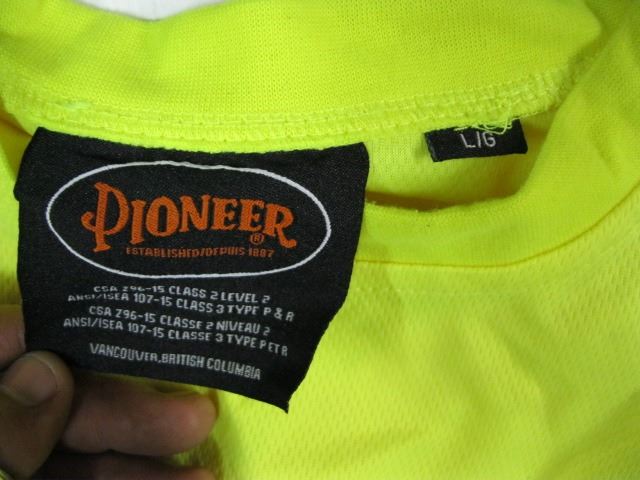 PIONEER®
ESTABLISHED/DEPUIS 1887
CSA Z96-15 CLASS 2 LEVEL 2
ANSI/ISEA 107-15 CLASS 3 TYPE P & R
CSA Z96-15 CLASSE 2 NIVEAU 2
ANSI/ISEA 107-15 CLASSE 3 TYPE P ET R
VANCOUVER, BRITISH COLUMBIA
L/G